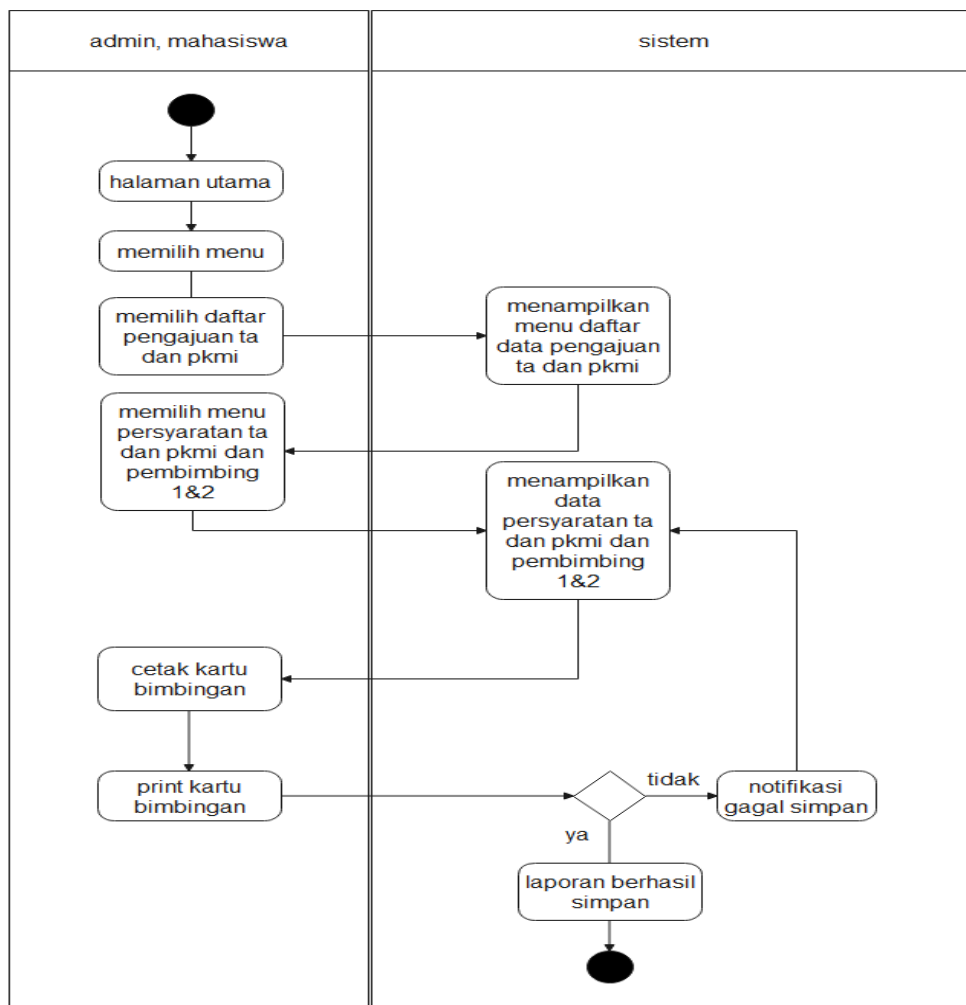 admin, mahasiswa
sistem
halaman utama
memilih menu
memilih daftar
pengajuan ta
dan pkmi
menampilkan
menu daftar
data pengajuan
ta dan pkmi
memilih menu
persyaratan ta
dan pkmi dan
pembimbing
1&2
menampilkan
data
persyaratan ta
dan pkmi dan
pembimbing
1&2
cetak kartu
bimbingan
print kartu
bimbingan
tidak
notifikasi
gagal simpan
ya
laporan berhasil
simpan